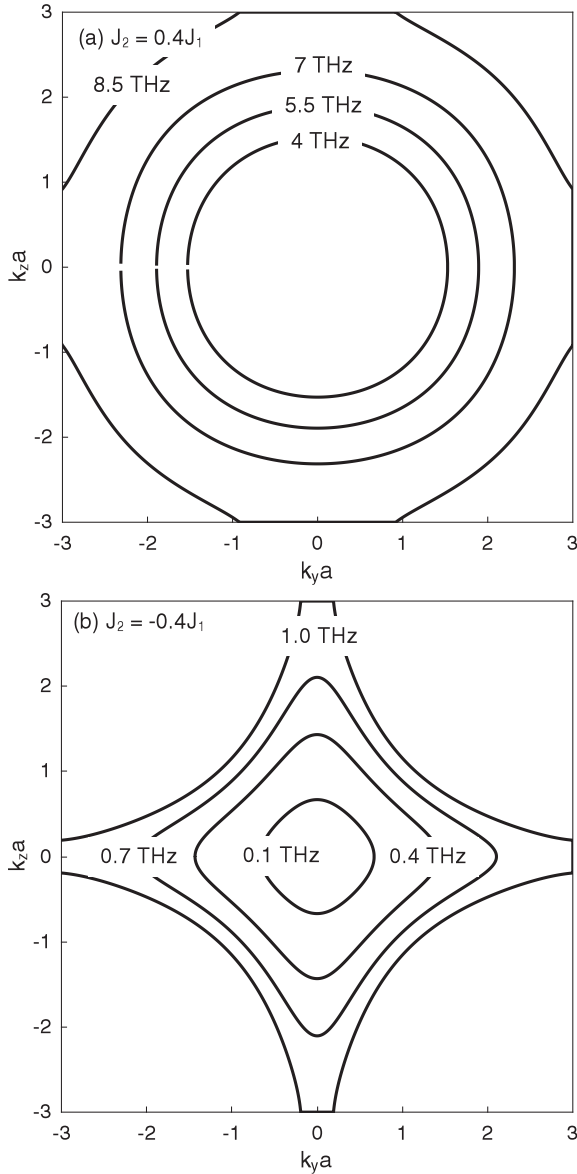 (a) J₂ = 0.4J₁
8.5 THz
7 THz
5.5 THz
4 THz
3
2
1
0
-1
-2
-3
kza
-3 -2 -1 0 1 2 3
kya
(b) J₂ = -0.4J₁
1.0 THz
0.7 THz 0.1 THz 0.4 THz
3
2
1
0
-1
-2
-3
kza
-3 -2 -1 0 1 2 3
kya